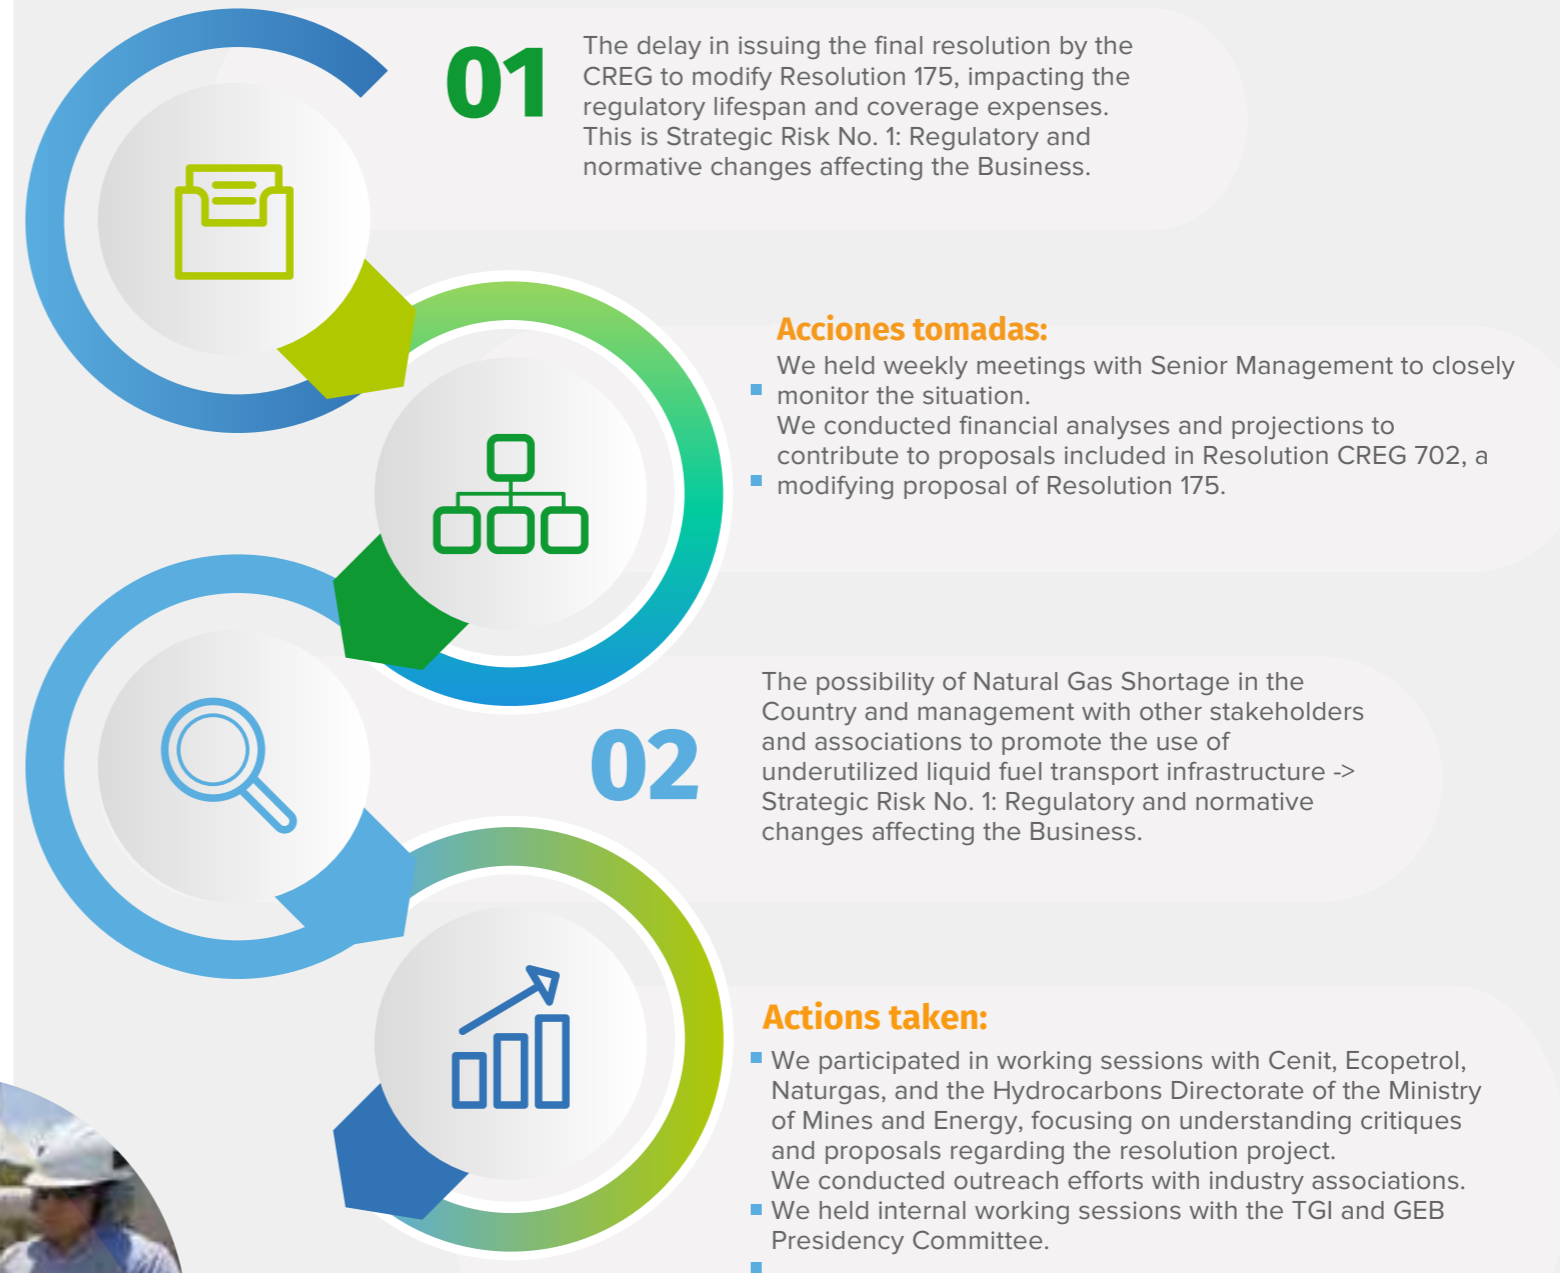 01
The delay in issuing the final resolution by the
CREG to modify Resolution 175, impacting the
regulatory lifespan and coverage expenses.
This is Strategic Risk No. 1: Regulatory and
normative changes affecting the Business.
Acciones tomadas:
We held weekly meetings with Senior Management to closely
monitor the situation.
We conducted financial analyses and projections to
contribute to proposals included in Resolution CREG 702, a
modifying proposal of Resolution 175.
02
The possibility of Natural Gas Shortage in the
Country and management with other stakeholders
and associations to promote the use of
underutilized liquid fuel transport infrastructure ->
Strategic Risk No. 1: Regulatory and normative
changes affecting the Business.
Actions taken:
We participated in working sessions with Cenit, Ecopetrol,
Naturgas, and the Hydrocarbons Directorate of the Ministry
of Mines and Energy, focusing on understanding critiques
and proposals regarding the resolution project.
We conducted outreach efforts with industry associations.
We held internal working sessions with the TGI and GEB
Presidency Committee.